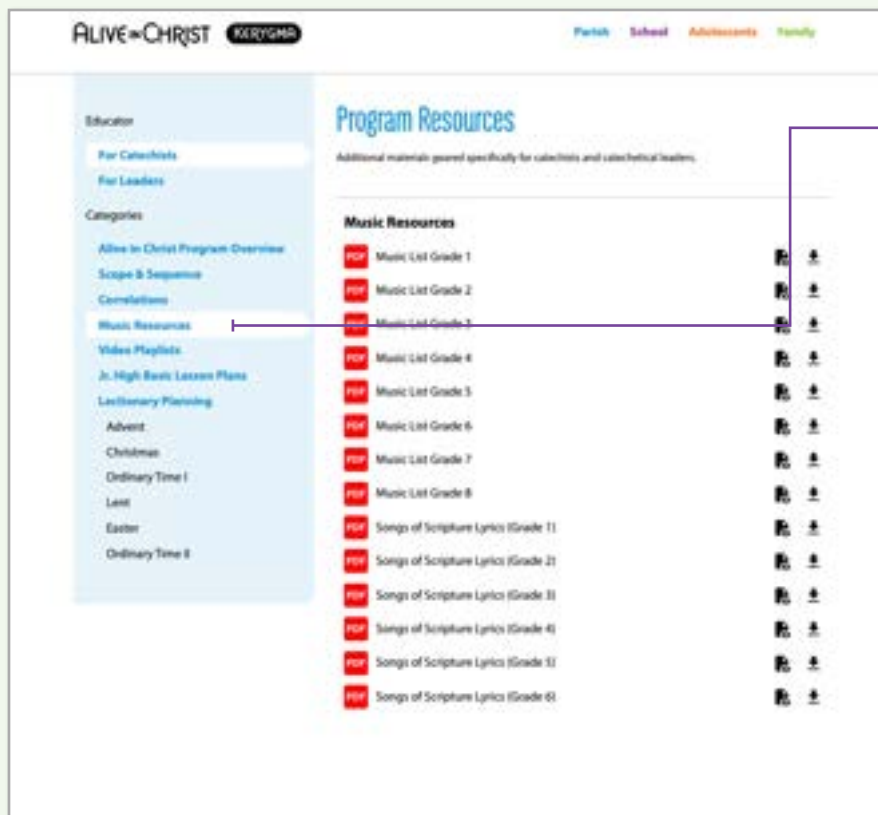 ALIVE IN CHRIST KERYGMA
Parish School Adolescents Family
Educator
For Catechists
For Leaders
Categories
Alive in Christ Program Overview
Scope & Sequence
Correlations
Music Resources
Video Playlists
Jr. High Basic Lesson Plans
Lectionary Planning
Advent
Christmas
Ordinary Time I
Lent
Easter
Ordinary Time II
Program Resources
Additional materials geared specifically for catechists and catechetical leaders.
Music Resources
PDF Music List Grade 1
PDF Music List Grade 2
PDF Music List Grade 3
PDF Music List Grade 4
PDF Music List Grade 5
PDF Music List Grade 6
PDF Music List Grade 7
PDF Music List Grade 8
PDF Songs of Scripture Lyrics (Grade 1)
PDF Songs of Scripture Lyrics (Grade 2)
PDF Songs of Scripture Lyrics (Grade 3)
PDF Songs of Scripture Lyrics (Grade 4)
PDF Songs of Scripture Lyrics (Grade 5)
PDF Songs of Scripture Lyrics (Grade 6)